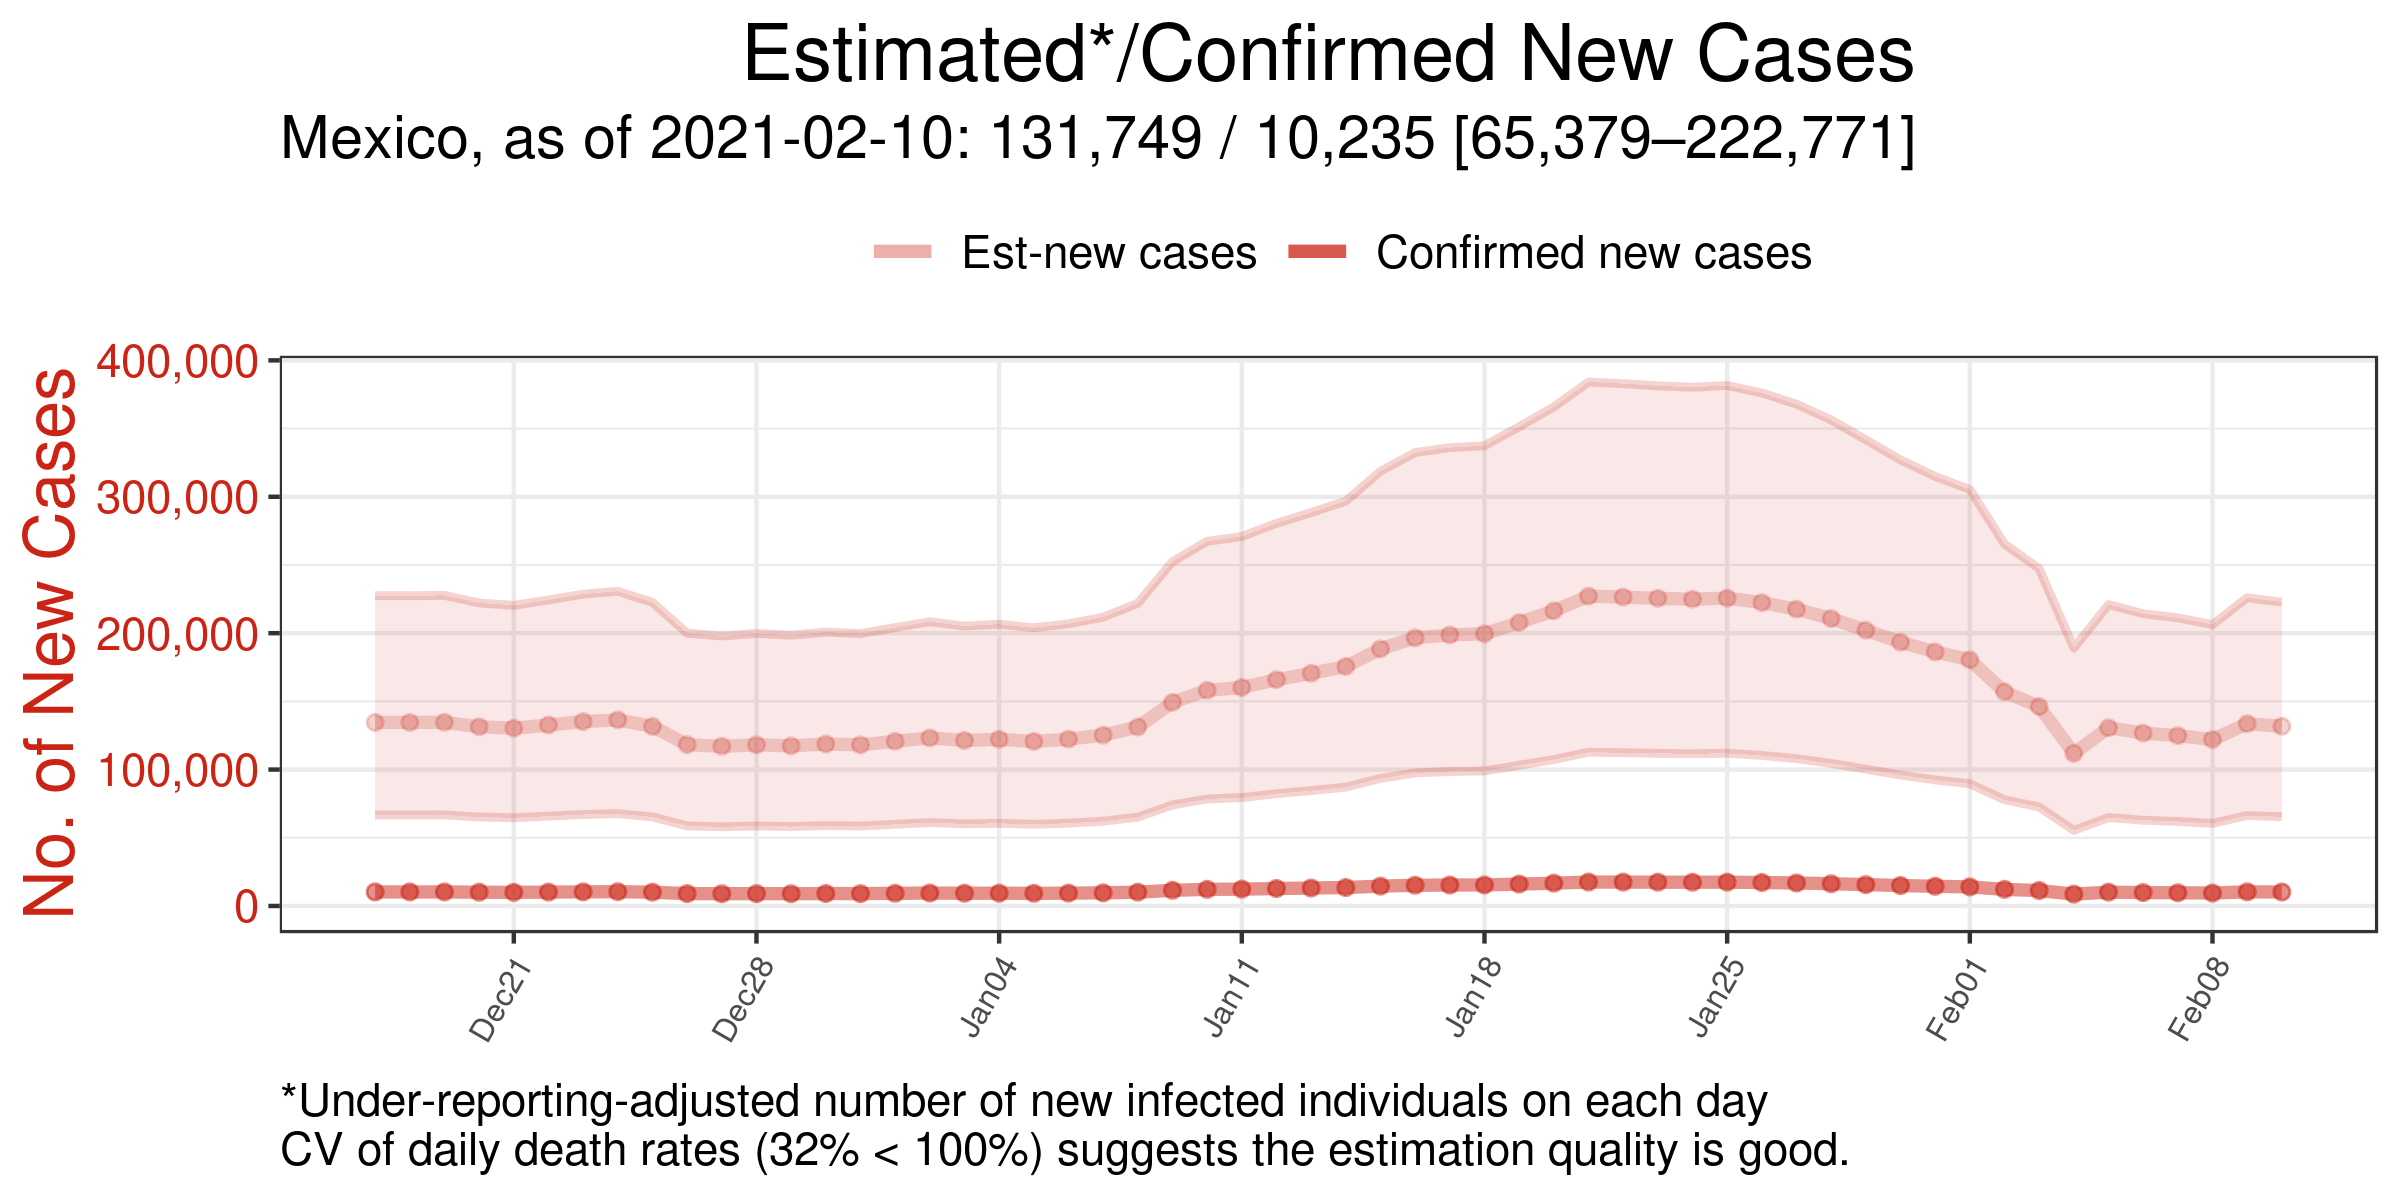 Estimated*/Confirmed New Cases
Mexico, as of 2021-02-10: 131,749 / 10,235 [65,379–222,771]
Est-new cases
Confirmed new cases
No. of New Cases
400,000
300,000
200,000
100,000
0
Dec21
Dec28
Jan04
Jan11
Jan18
Jan25
Feb01
Feb08
*Under-reporting-adjusted number of new infected individuals on each day
CV of daily death rates (32% < 100%) suggests the estimation quality is good.